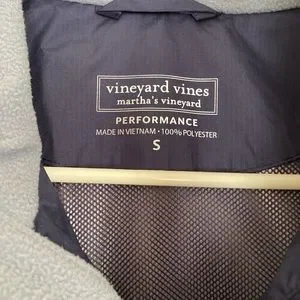 vineyard vines
martha's vineyard
PERFORMANCE
MADE IN VIETNAM • 100% POLYESTER
S